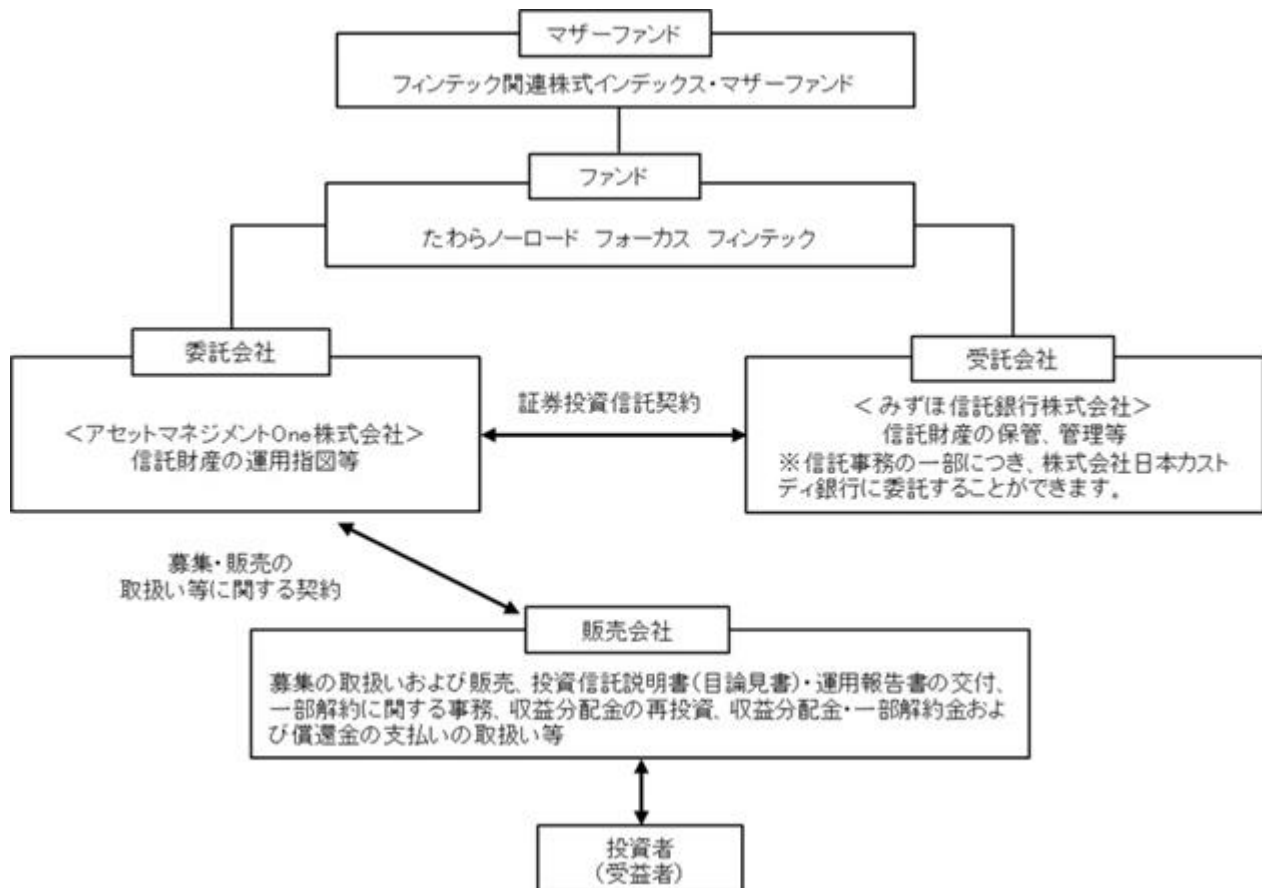 マザーファンド
フィンテック関連株式インデックス・マザーファンド
ファンド
たわらノーロード フォーカス フィンテック
委託会社
<アセットマネジメントOne株式会社>
信託財産の運用指図等
証券投資信託契約
受託会社
<みずほ信託銀行株式会社>
信託財産の保管、管理等
※信託事務の一部につき、株式会社日本カスト
ディ銀行に委託することができます。
募集・販売の
取扱い等に関する契約
販売会社
募集の取扱いおよび販売、投資信託説明書(目論見書)・運用報告書の交付、
一部解約に関する事務、収益分配金の再投資、収益分配金・一部解約金およ
び償還金の支払いの取扱い等
投資者
(受益者)